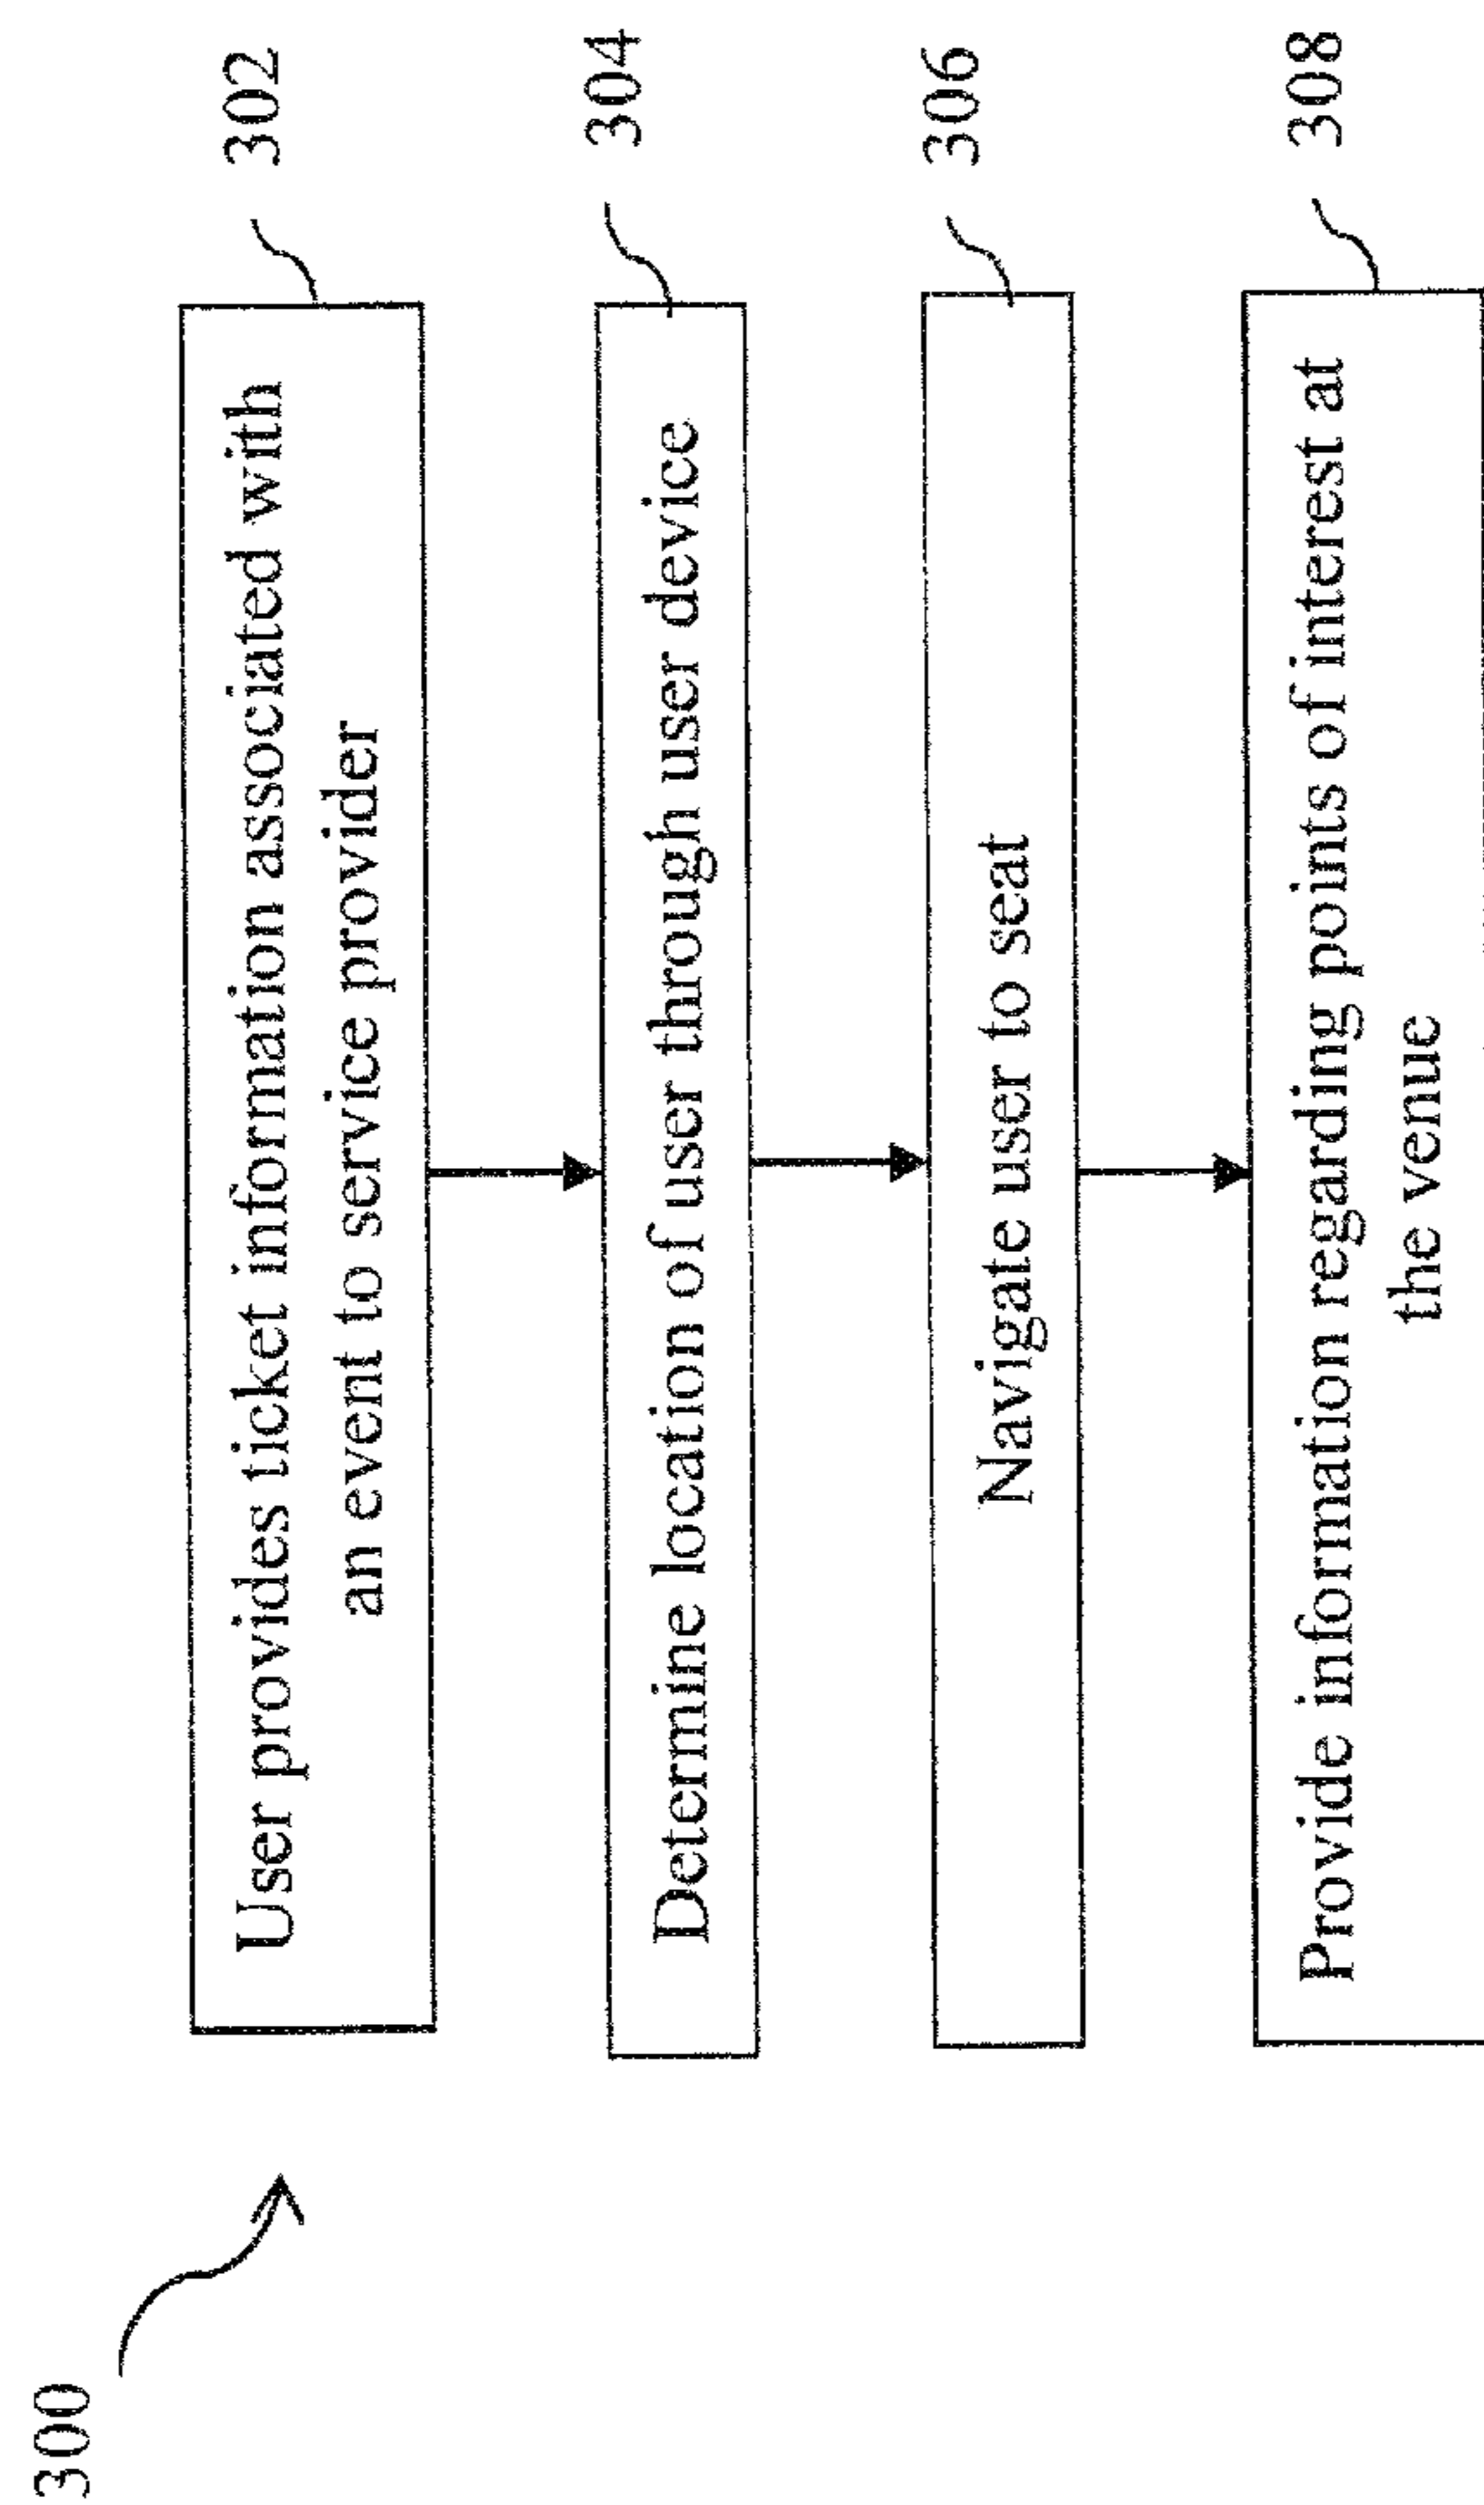 300
User provides ticket information associated with
an event to service provider
302
Determine location of user through user device
304
Navigate user to seat
306
Provide information regarding points of interest at
the venue
308